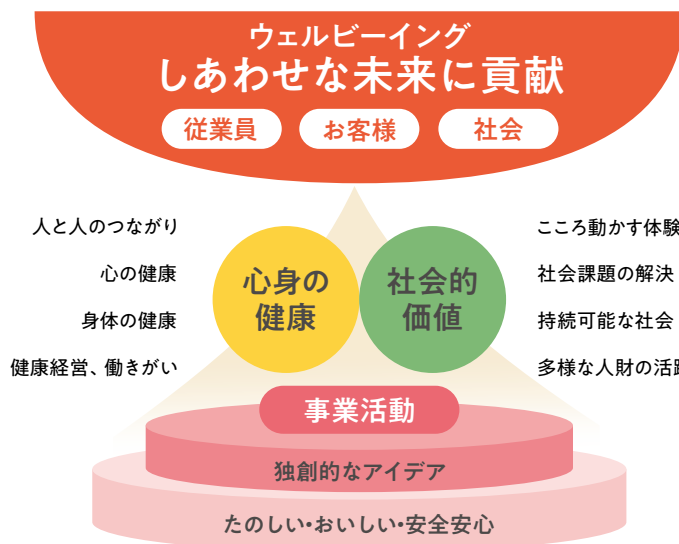 ウェルビーイング
しあわせな未来に貢献
従業員
お客様
社会
人と人のつながり
心の健康
身体の健康
健康経営、働きがい
心身の
健康
社会的
価値
こころ動かす体験
社会課題の解決
持続可能な社会
多様な人財の活躍
事業活動
独創的なアイデア
たのしい•おいしい•安全安心